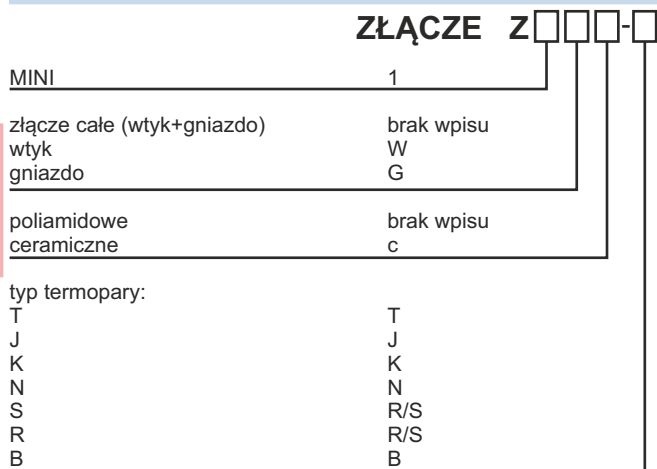 ZŁĄCZE Z□□□-□
MINI 1
złącze całe (wtyk+gniazdo) brak wpisu
wtyk W
gniazdo G
poliamidowe brak wpisu
ceramiczne c
typ termopary:
T T
J J
K K
N N
S R/S
R R/S
B B